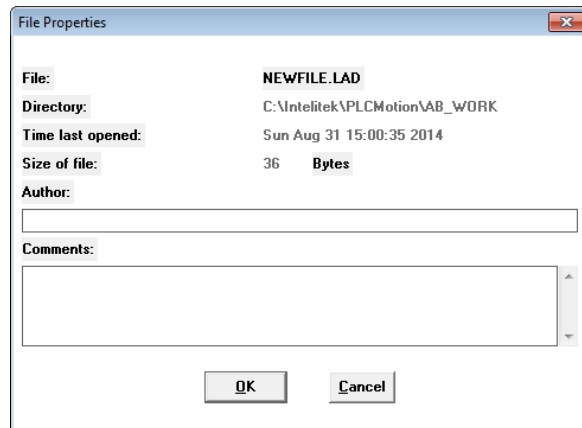 File Properties
File: NEWFILE.LAD
Directory: C:\Intelitek\PLCMotion\AB_WORK
Time last opened: Sun Aug 31 15:00:35 2014
Size of file: 36 Bytes
Author:
Comments:
OK Cancel